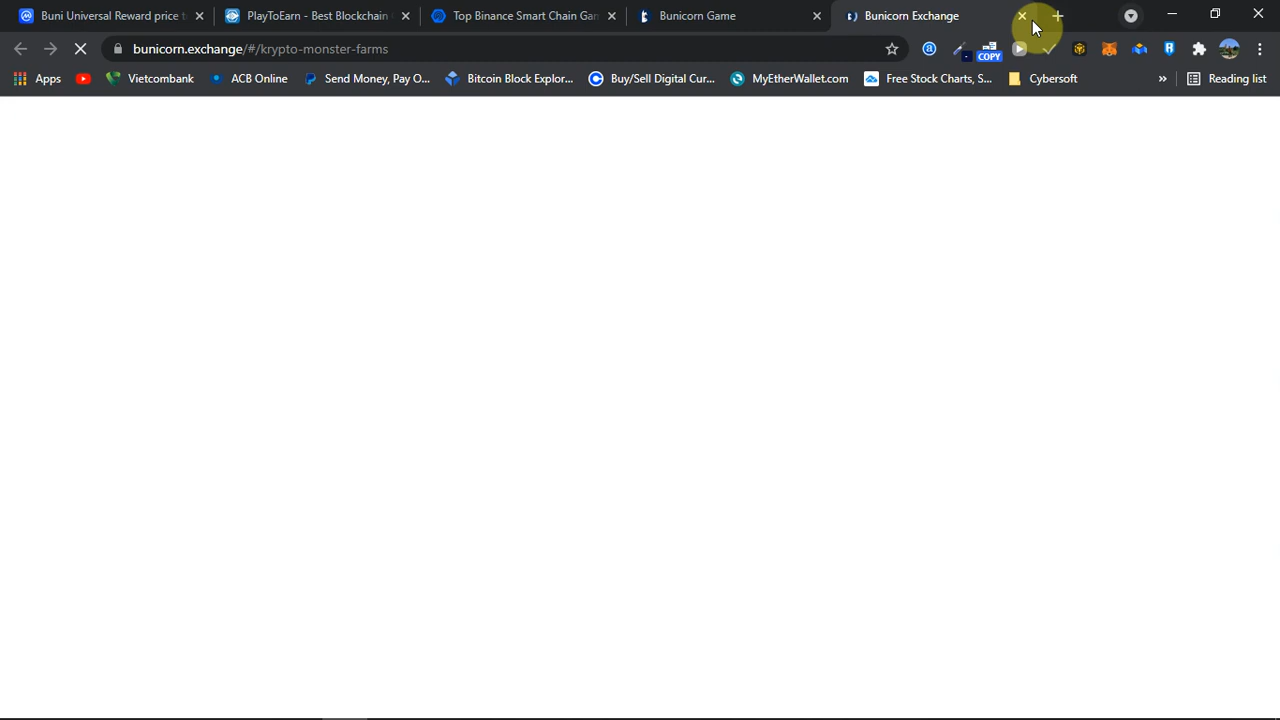 Buni Universal Reward price t
PlayToEarn - Best Blockchain
Top Binance Smart Chain Gan
Bunicorn Game
Bunicorn Exchange
bunicorn.exchange/#/krypto-monster-farms
COPY
Apps
Vietcombank
ACB Online
Send Money, Pay O...
Bitcoin Stock Explor...
Buy/Sell Digital Cur...
MyEtherWallet.com
Free Stock Charts, S...
Cybersoft
»
Reading list